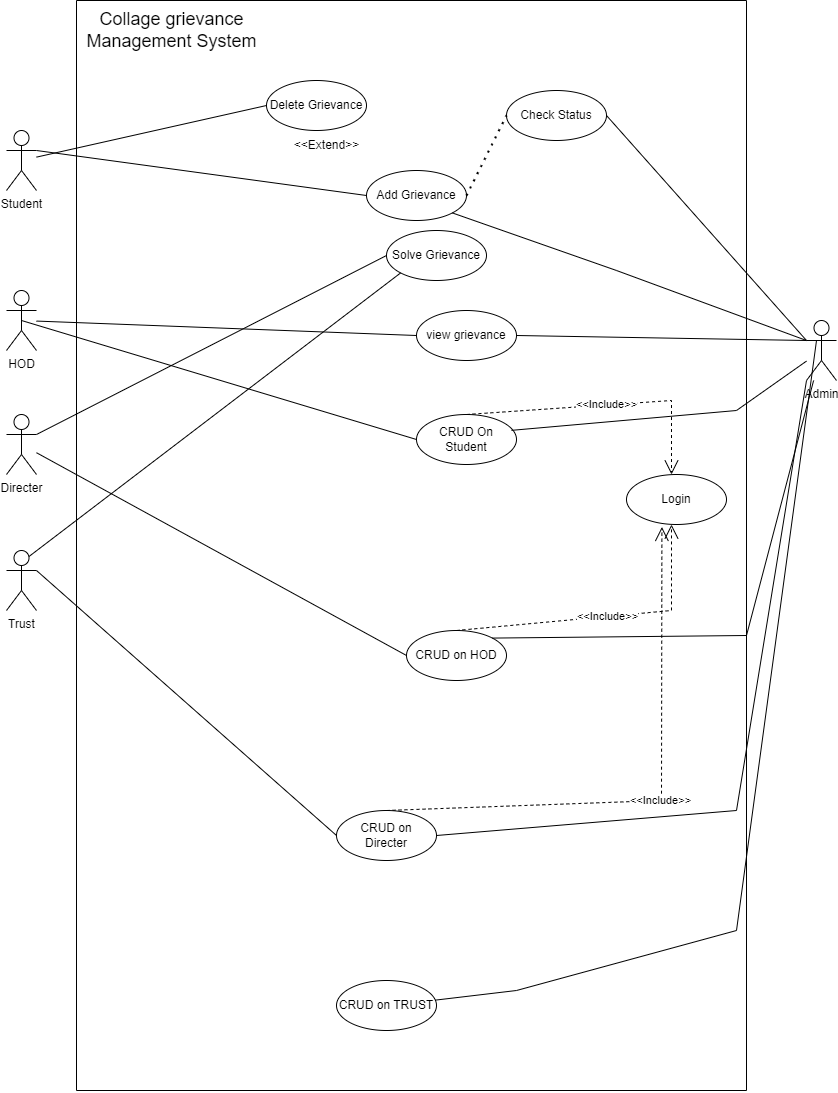 Collage grievance
Management System
Delete Grievance
Check Status
<<Extend>>
Student
Add Grievance
Solve Grievance
HOD
view grievance
Admin
<<Include>>
CRUD On
Student
Directer
Login
Trust
<<Include>>
CRUD on HOD
<<Include>>
CRUD on
Directer
CRUD on TRUST